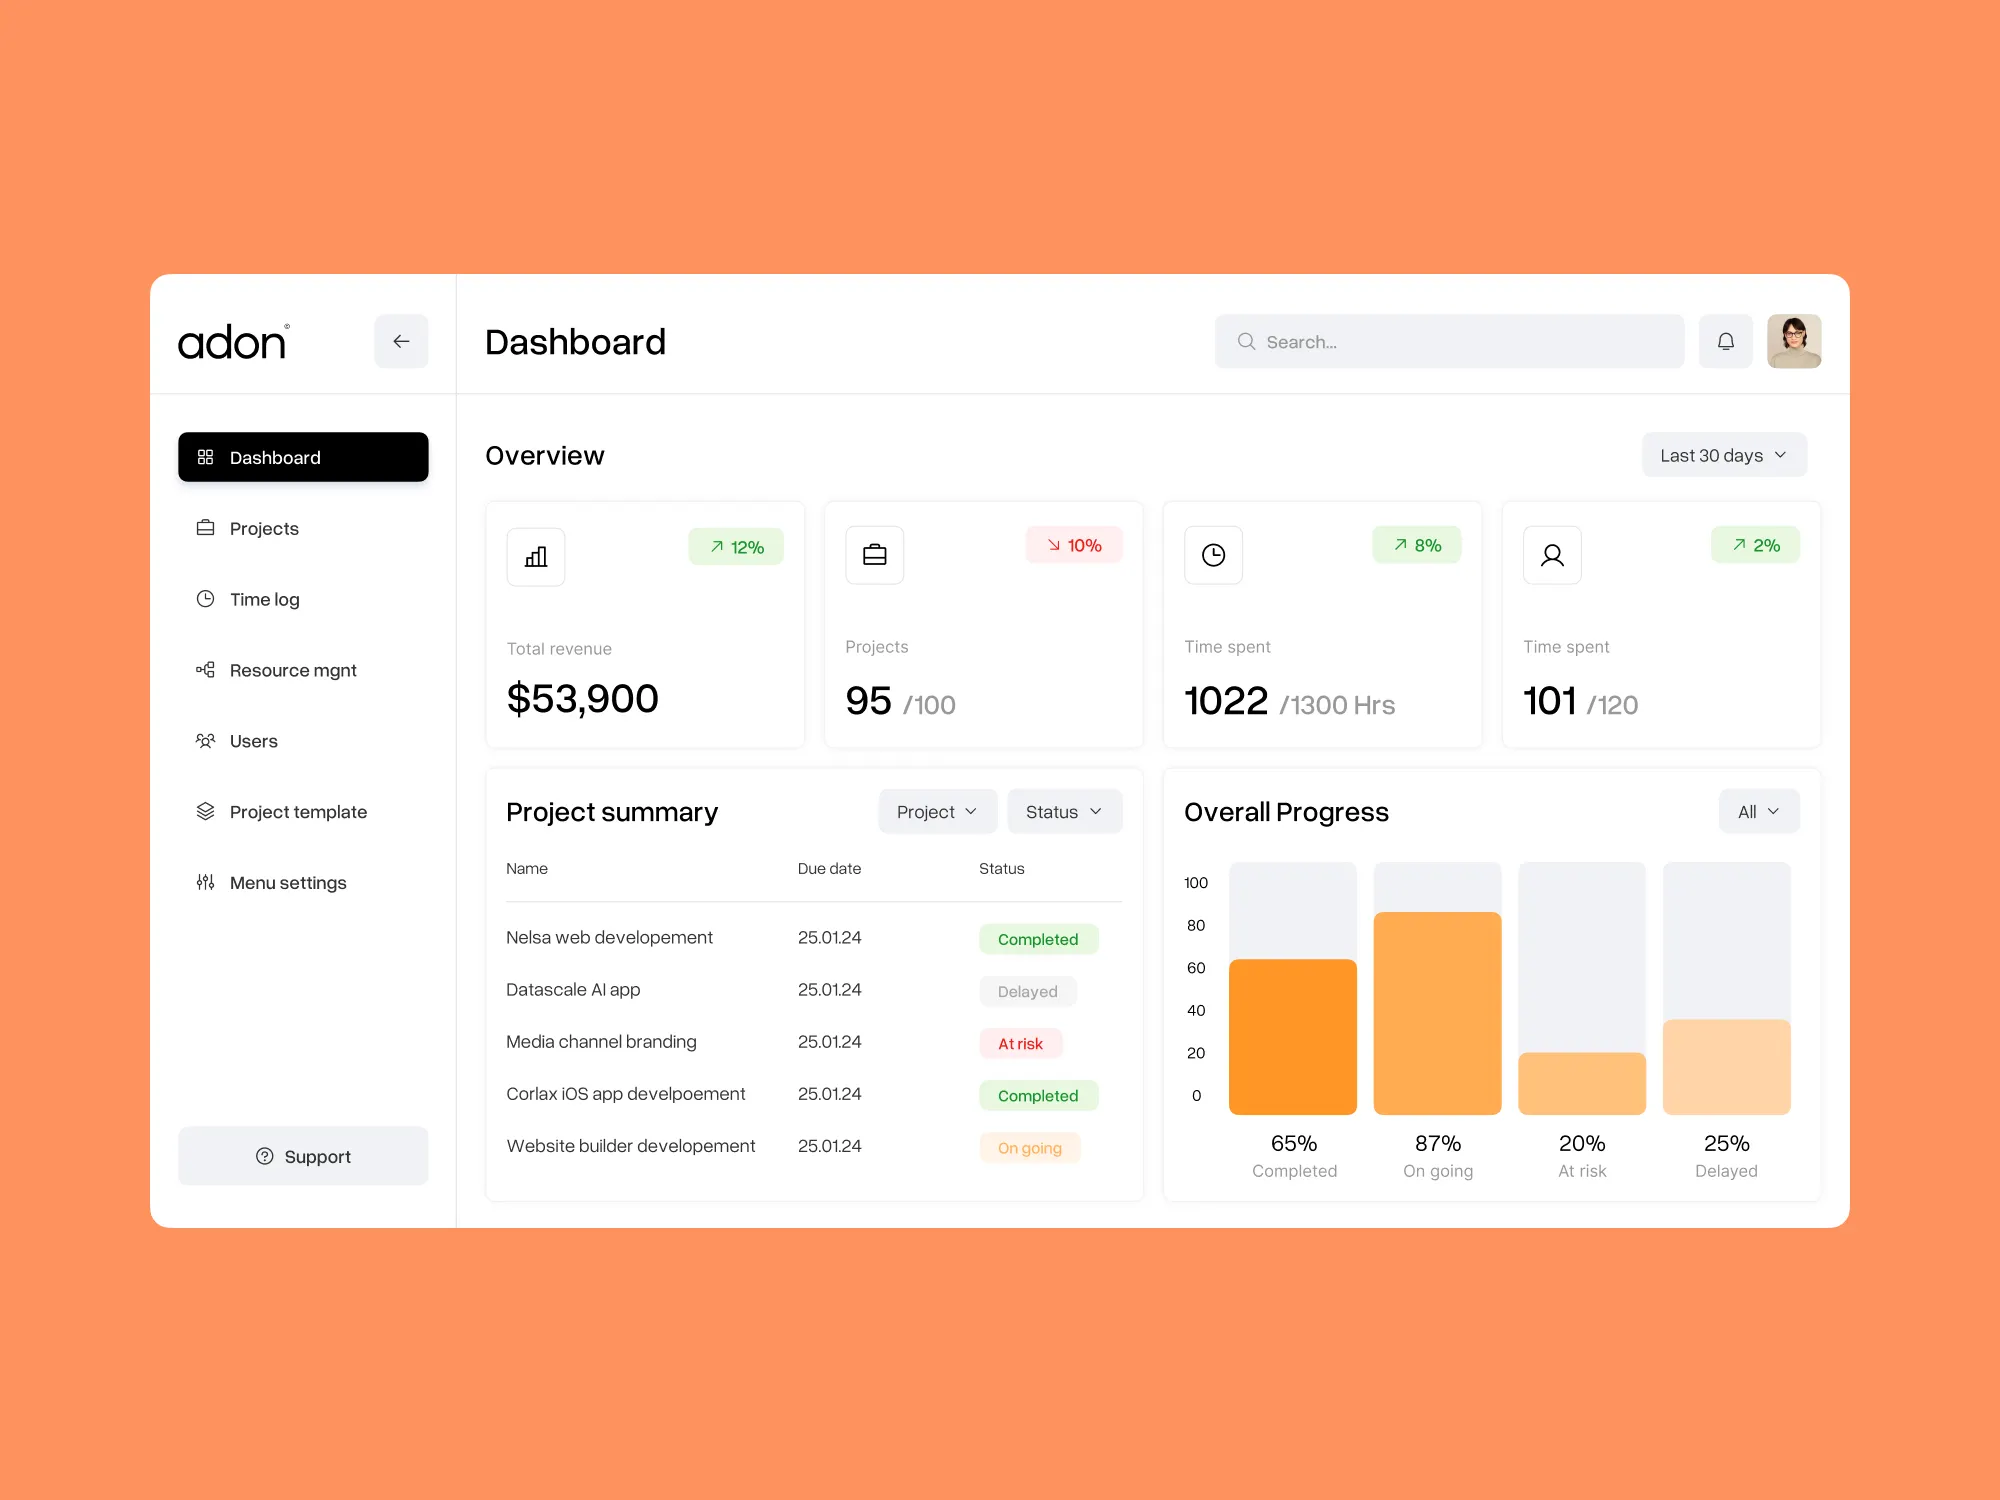 adon©
Dashboard
Search...
Dashboard
Projects
Time log
Resource mgnt
Users
Project template
Menu settings
Support
Overview
Last 30 days
12%
Total revenue
$53,900
10%
Projects
95 /100
8%
Time spent
1022 /1300 Hrs
2%
Time spent
101 /120
Project summary
Project
Status
Name Due date Status
Nelsa web developement 25.01.24 Completed
Datascale AI app 25.01.24 Delayed
Media channel branding 25.01.24 At risk
Corlax iOS app develpoement 25.01.24 Completed
Website builder developement 25.01.24 On going
Overall Progress
All
100
80
60
40
20
0
65% 87% 20% 25%
Completed On going At risk Delayed